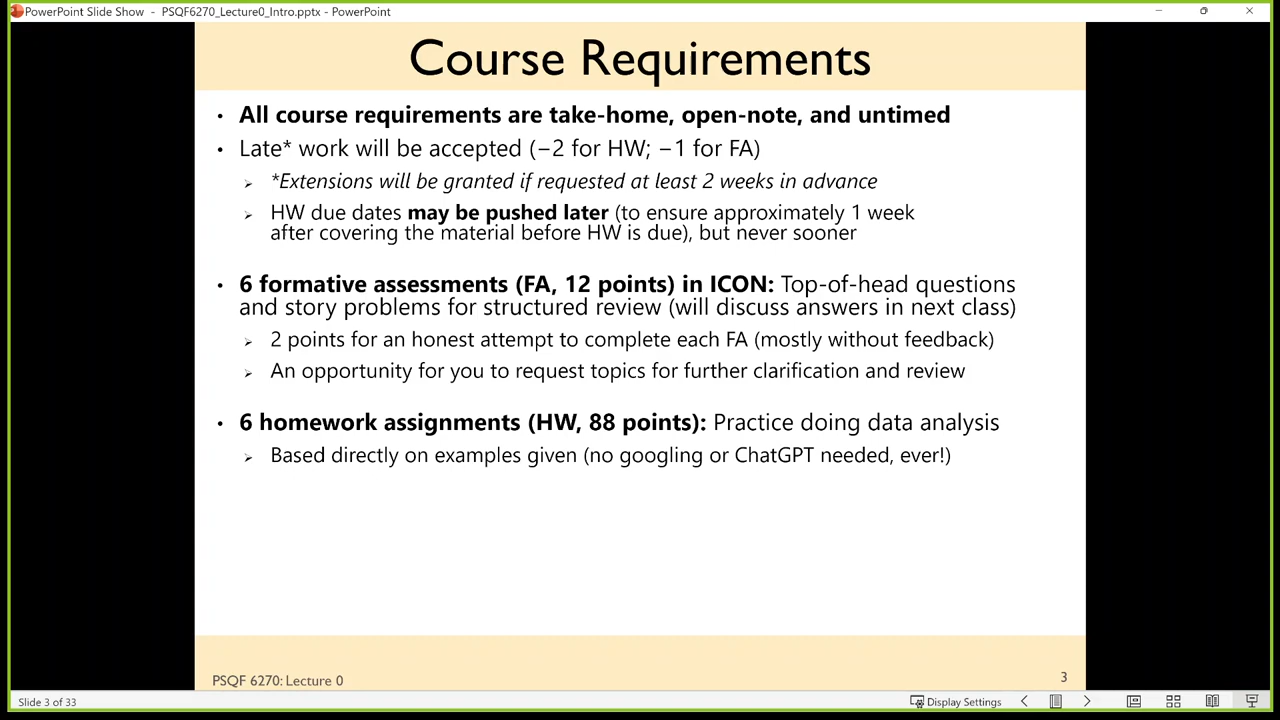 PowerPoint Slide Show - PSQF6270_Lecture0_Intro.pptx - PowerPoint
Course Requirements
• All course requirements are take-home, open-note, and untimed
• Late* work will be accepted (−2 for HW; −1 for FA)
➢ *Extensions will be granted if requested at least 2 weeks in advance
➢ HW due dates may be pushed later (to ensure approximately 1 week
after covering the material before HW is due), but never sooner
• 6 formative assessments (FA, 12 points) in ICON: Top-of-head questions
and story problems for structured review (will discuss answers in next class)
➢ 2 points for an honest attempt to complete each FA (mostly without feedback)
➢ An opportunity for you to request topics for further clarification and review
• 6 homework assignments (HW, 88 points): Practice doing data analysis
➢ Based directly on examples given (no googling or ChatGPT needed, ever!)
PSQF 6270: Lecture 0
3
Slide 3 of 33
Display Settings